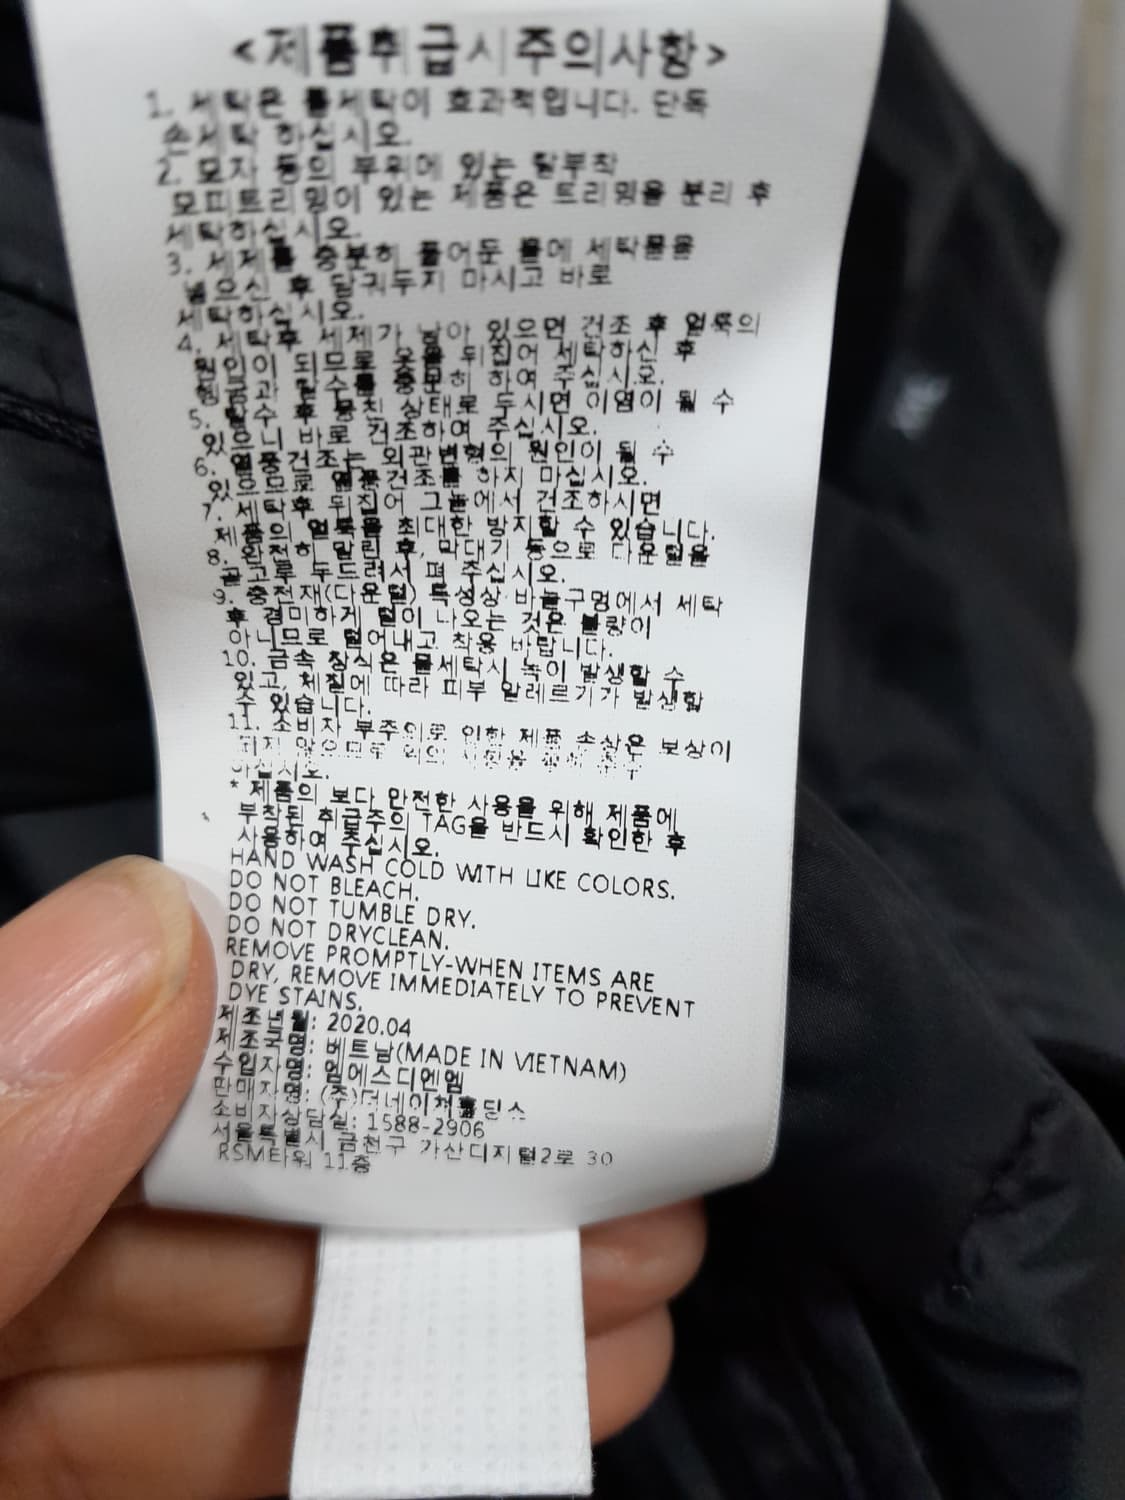 <제품취급시주의사항>
1. 세탁은 물세탁이 효과적입니다. 단독
손세탁 하십시오.
2. 모자 등의 부위에 있는 탈부착
모피트리밍이 있는 제품은 트리밍을 분리 후
세탁하십시오.
3. 세제를 충분히 풀어둔 물에 세탁물을
넣으신 후 담궈두지 마시고 바로
세탁하십시오.
4. 세탁후 세제가 남아 있으면 건조 후 얼룩의
원인이 되므로 옷을 뒤집어 세탁하신 후
헹굼과 탈수를 충분히 하여 주십시오.
5. 탈수 후 뭉친 상태로 두시면 이염이 될 수
있으니 바로 건조하여 주십시오.
6. 열풍건조는 외관변형의 원인이 될 수
있으므로 열풍건조를 하지 마십시오.
7. 세탁후 뒤집어 그늘에서 건조하시면
제품의 얼룩을 최대한 방지할 수 있습니다.
8. 완전히 말린 후, 막대기 등으로 다운털을
골고루 두드려서 펴 주십시오.
9. 충전재(다운털) 특성상 바늘구멍에서 세탁
후 경미하게 털이 나오는 것은 불량이
아니므로 털어내고 착용 바랍니다.
10. 금속 장식은 물세탁시 녹이 발생할 수
있고, 체질에 따라 피부 알레르기가 발생할
수 있습니다.
11. 소비자 부주의로 인한 제품 손상은 보상이
되지 않으므로
하십시오.
* 제품의 보다 안전한 사용을 위해 제품에
부착된 취급주의 TAG을 반드시 확인한 후
사용하여 주십시오.
HAND WASH COLD WITH LIKE COLORS.
DO NOT BLEACH.
DO NOT TUMBLE DRY.
DO NOT DRYCLEAN.
REMOVE PROMPTLY-WHEN ITEMS ARE
DRY, REMOVE IMMEDIATELY TO PREVENT
DYE STAINS.
제조년월: 2020.04
제조국명: 베트남(MADE IN VIETNAM)
수입자명: 엠에스디엔엠
판매자명: (주)더네이쳐홀딩스
소비자상담실: 1588-2906
서울특별시 금천구 가산디지털2로 30
RSM타워 11층